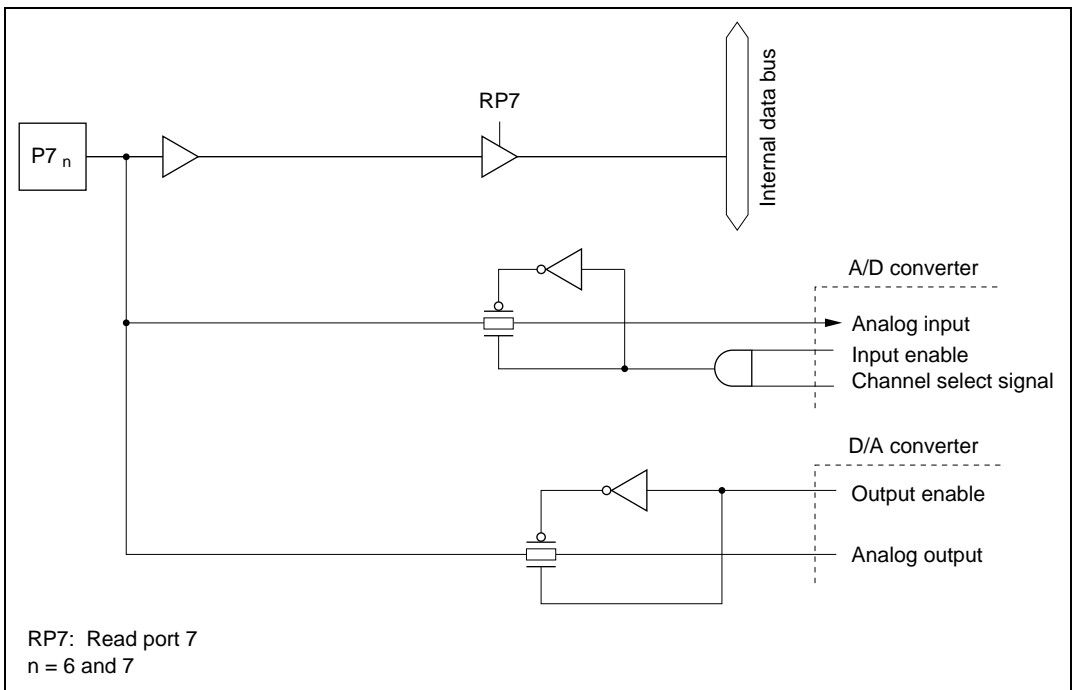 RP7
P7 n
Internal data bus
A/D converter
Analog input
Input enable
Channel select signal
D/A converter
Output enable
Analog output
RP7: Read port 7
n = 6 and 7